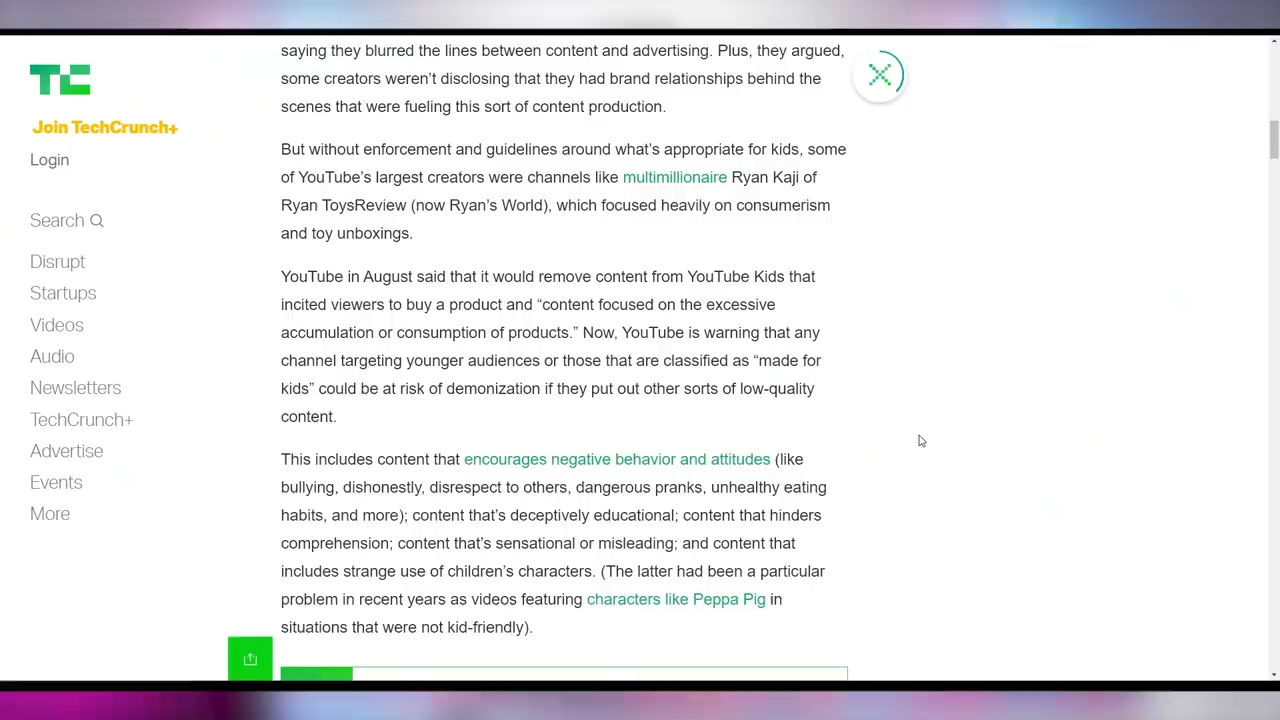 saying they blurred the lines between content and advertising. Plus, they argued,
some creators weren’t disclosing that they had brand relationships behind the
scenes that were fueling this sort of content production.
TC
Join TechCrunch+
Login
Search
Disrupt
Startups
Videos
Audio
Newsletters
TechCrunch+
Advertise
Events
More
But without enforcement and guidelines around what’s appropriate for kids, some
of YouTube’s largest creators were channels like multimillionaire Ryan Kaji of
Ryan ToysReview (now Ryan’s World), which focused heavily on consumerism
and toy unboxings.
YouTube in August said that it would remove content from YouTube Kids that
incited viewers to buy a product and “content focused on the excessive
accumulation or consumption of products.” Now, YouTube is warning that any
channel targeting younger audiences or those that are classified as “made for
kids” could be at risk of demonization if they put out other sorts of low-quality
content.
This includes content that encourages negative behavior and attitudes (like
bullying, dishonestly, disrespect to others, dangerous pranks, unhealthy eating
habits, and more); content that’s deceptively educational; content that hinders
comprehension; content that’s sensational or misleading; and content that
includes strange use of children’s characters. (The latter had been a particular
problem in recent years as videos featuring characters like Peppa Pig in
situations that were not kid-friendly).